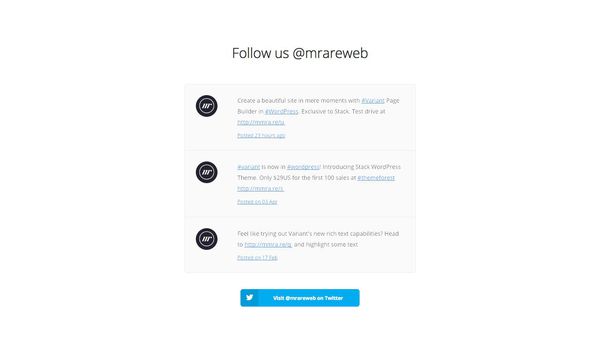 Follow us @mrareweb
Create a beautiful site in mere moments with #Variant Page
Builder in #WordPress. Exclusive to Stack. Test drive at
http://mmra.re/u
Posted 23 hours ago
#variant is now in #wordpress! Introducing Stack WordPress
Theme. Only $29US for the first 100 sales at #themeforest
http://mmra.re/s
Posted on 03 Apr
Feel like trying out Variant's new rich text capabilities? Head
to http://mmra.re/q and highlight some text
Posted on 17 Feb
Visit @mrareweb on Twitter